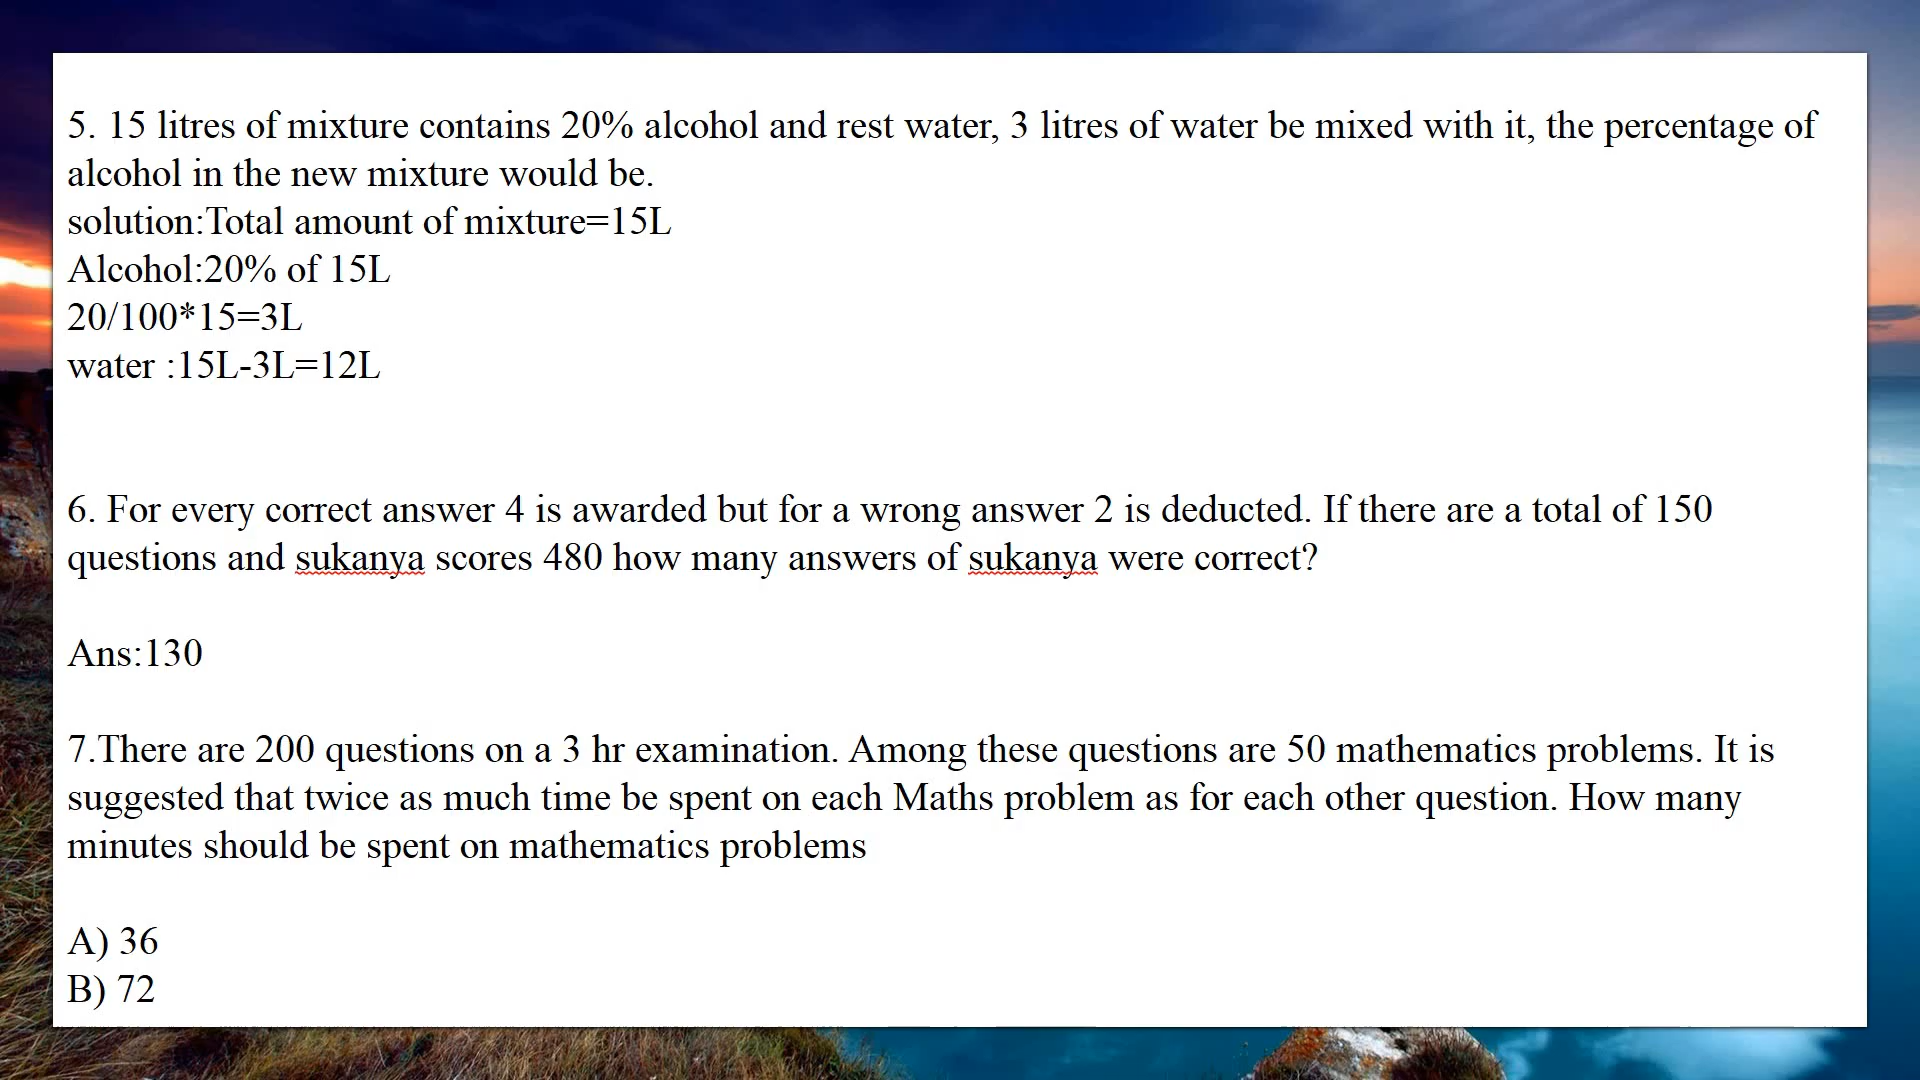 5. 15 litres of mixture contains 20% alcohol and rest water, 3 litres of water be mixed with it, the percentage of
alcohol in the new mixture would be.
solution:Total amount of mixture=15L
Alcohol:20% of 15L
20/100*15=3L
water :15L-3L=12L
6. For every correct answer 4 is awarded but for a wrong answer 2 is deducted. If there are a total of 150
questions and sukanya scores 480 how many answers of sukanya were correct?
Ans:130
7.There are 200 questions on a 3 hr examination. Among these questions are 50 mathematics problems. It is
suggested that twice as much time be spent on each Maths problem as for each other question. How many
minutes should be spent on mathematics problems
A) 36
B) 72